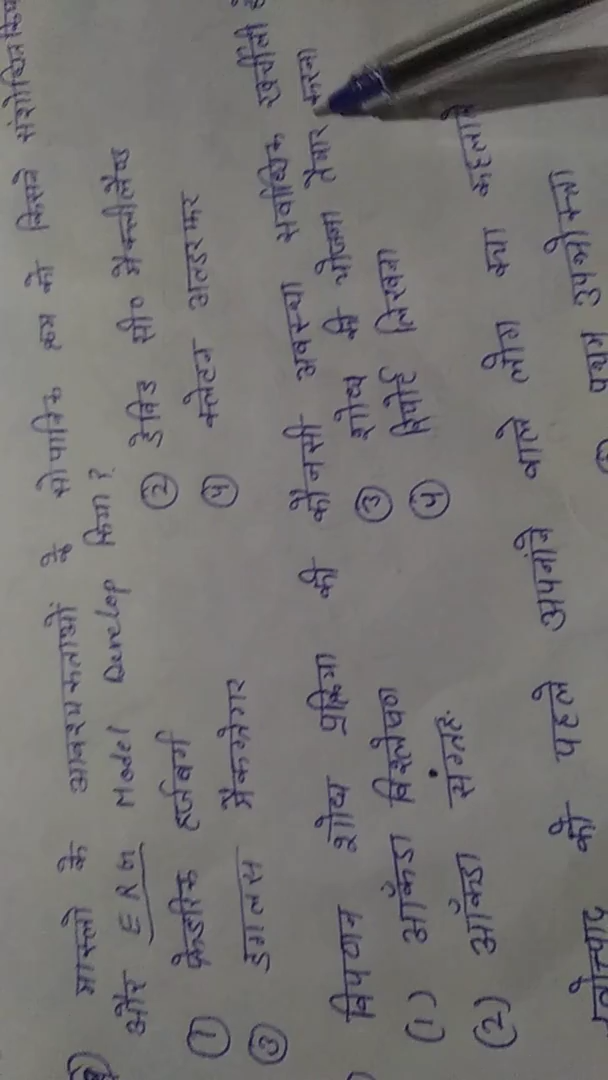 मास्लो के आवश्यकताओं के सोपानिक क्रम को किसने संशोधित किया
और ERG Model Develop किया ?
① फ्रेडरिक हर्जबर्ग ② डेविड सी० मैक्लीलैण्ड
③ डगलस मैकग्रेगर ④ क्लेटन अल्डरफर
विपणन शोध प्रक्रिया की कौनसी अवस्था सर्वाधिक खर्चीली है
(1) आंकडा विश्लेषण ③ शोध की योजना तैयार करना
(2) आंकडा संग्रह ④ रिपोर्ट लिखना
को पहले अपनाने वाले लोग क्या कहलाते
प्रथम उपभोक्ता